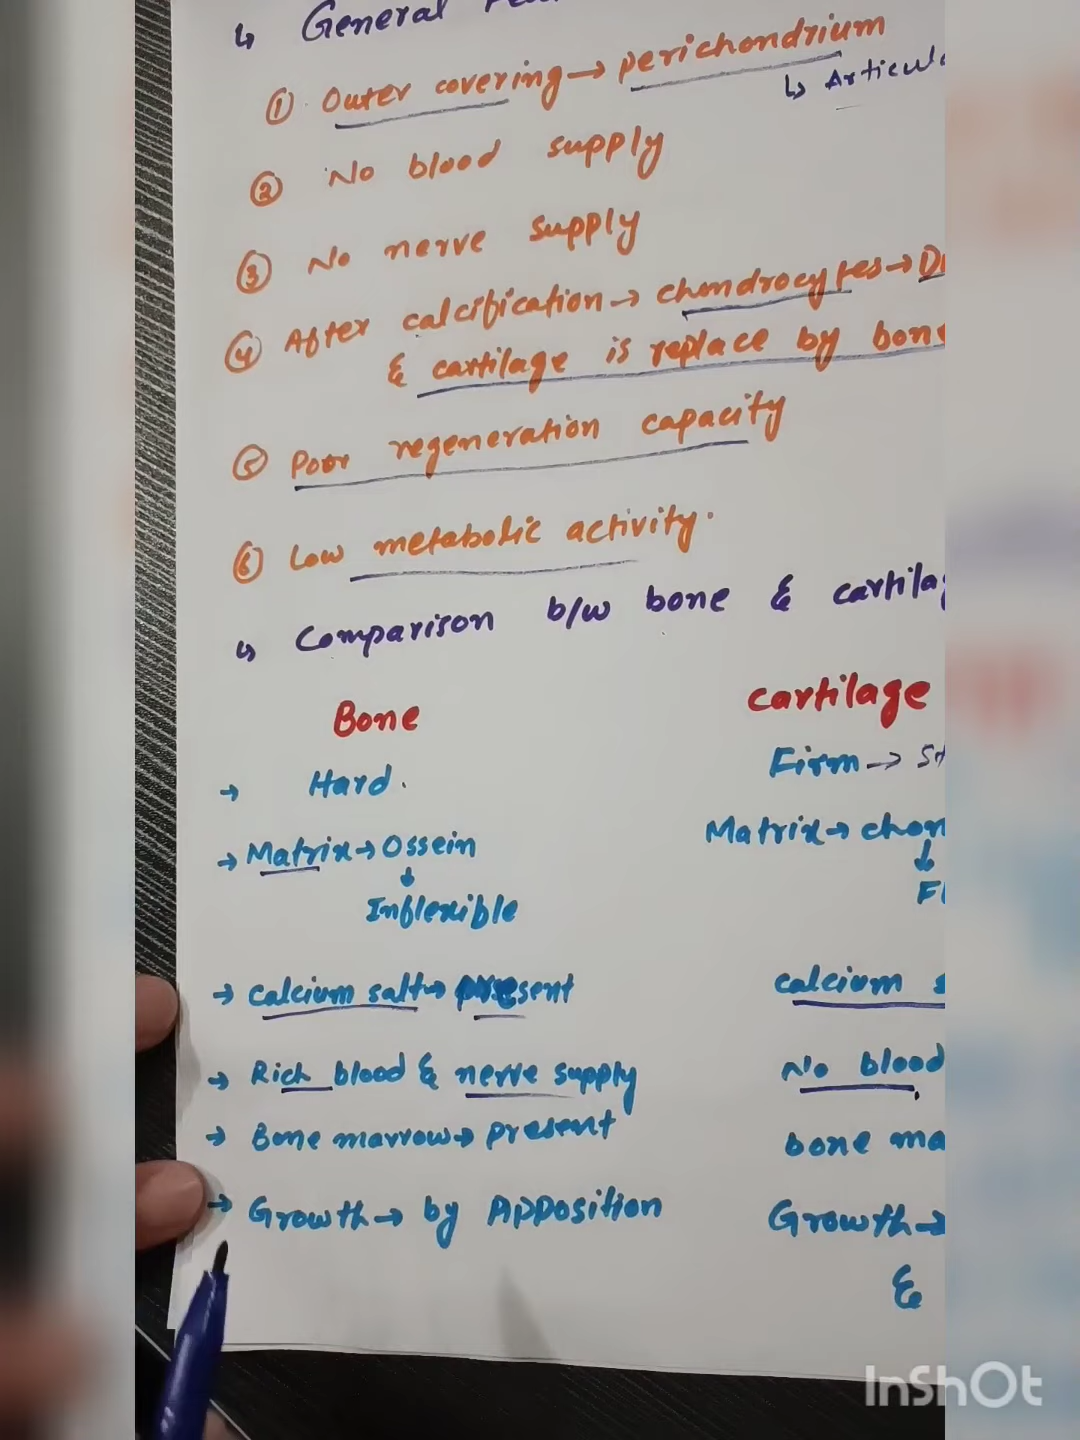 ↳ General
① Outer covering → perichondrium
↳ Articul
② No blood supply
③ No nerve supply
④ After calcification → chondrocytes → D
& cartilage is replace by bone
⑤ Poor regeneration capacity
⑥ Low metabolic activity.
↳ Comparison b/w bone & cartilag
Bone cartilage
→ Hard. Firm → St
→ Matrix → Ossein Matrix → chon
↓ ↓
Inflexible Fl
→ calcium salt → present calcium s
→ Rich blood & nerve supply No blood
→ Bone marrow → present bone ma
→ Growth → by Apposition Growth →
&
InShOt